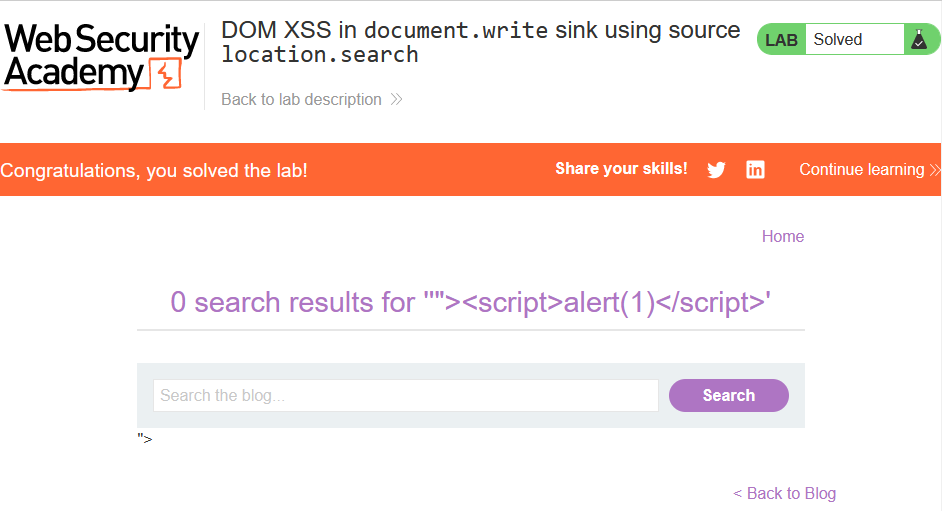 Web Security
Academy
DOM XSS in document.write sink using source
location.search
LAB Solved
Back to lab description
Congratulations, you solved the lab!
Share your skills!
Continue learning
Home
0 search results for '""><script>alert(1)</script>'
Search the blog...
Search
">
< Back to Blog